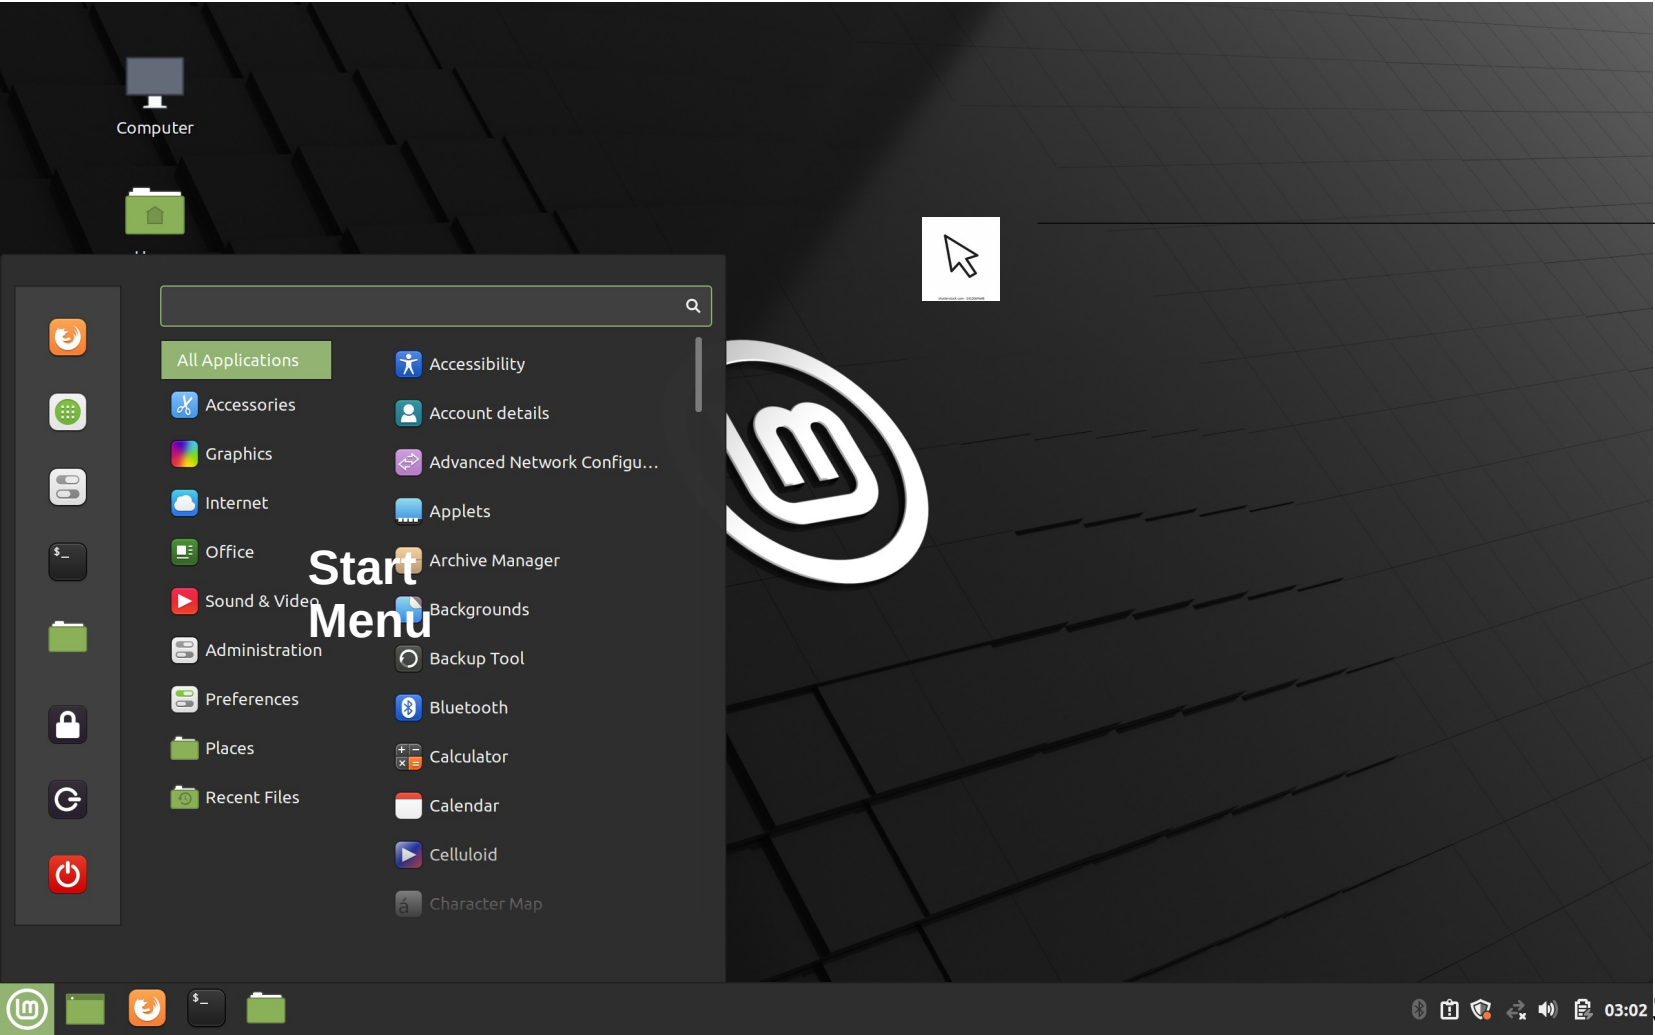 Computer
All Applications
Accessories
Graphics
Internet
Office
Sound & Video
Administration
Preferences
Places
Recent Files
Accessibility
Account details
Advanced Network Configu...
Applets
Archive Manager
Backgrounds
Backup Tool
Bluetooth
Calculator
Calendar
Celluloid
Character Map
Start
Menu
$_
$_
03:02